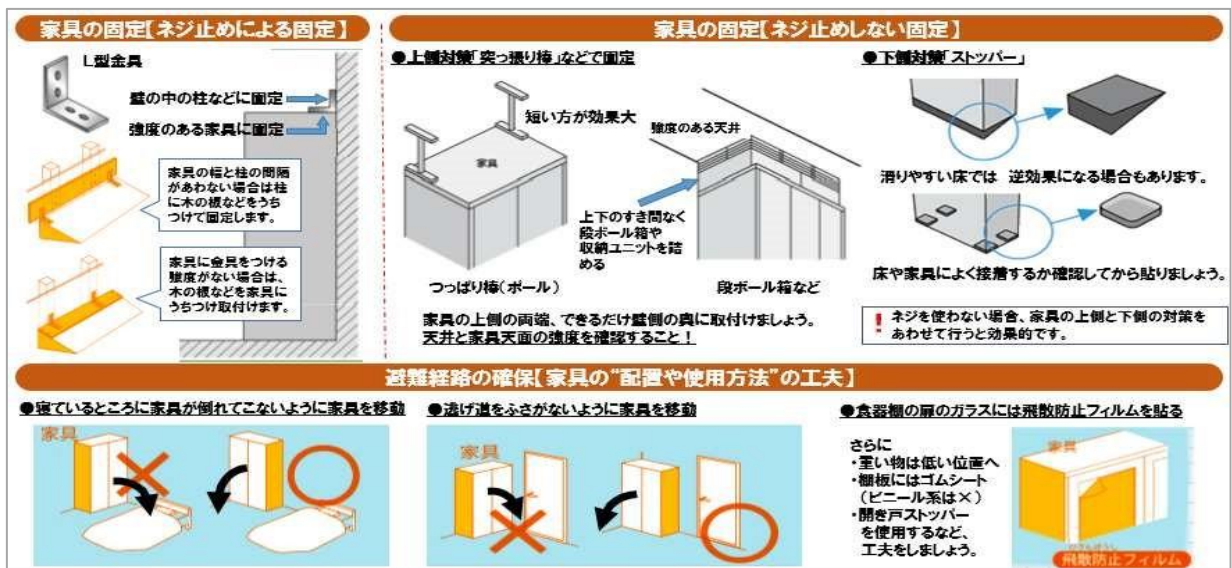 家具の固定【ネジ止めによる固定】
L型金具
壁の中の柱などに固定
強度のある家具に固定
家具の幅と柱の間隔
があわない場合は柱
に木の板などをうち
つけて固定します。
家具に金具をつける
強度がない場合は、
木の板などを家具に
うちつけ取付けます。
家具の固定【ネジ止めしない固定】
●上側対策「突っ張り棒」などで固定
短い方が効果大
家具
つっぱり棒(ポール)
強度のある天井
上下のすき間なく
段ボール箱や
収納ユニットを詰
める
段ボール箱など
家具の上側の両端、できるだけ壁側の奥に取付けましょう。
天井と家具天面の強度を確認すること!
●下側対策「ストッパー」
滑りやすい床では 逆効果になる場合もあります。
床や家具によく接着するか確認してから貼りましょう。
! ネジを使わない場合、家具の上側と下側の対策を
あわせて行うと効果的です。
避難経路の確保【家具の“配置や使用方法”の工夫】
●寝ているところに家具が倒れてこないように家具を移動
家具
●逃げ道をふさがないように家具を移動
家具
●食器棚の扉のガラスには飛散防止フィルムを貼る
さらに
・重い物は低い位置へ
・棚板にはゴムシート
(ビニール系は×)
・開き戸ストッパー
を使用するなど、
工夫をしましょう。
家具
ひさんぼうし
飛散防止フィルム